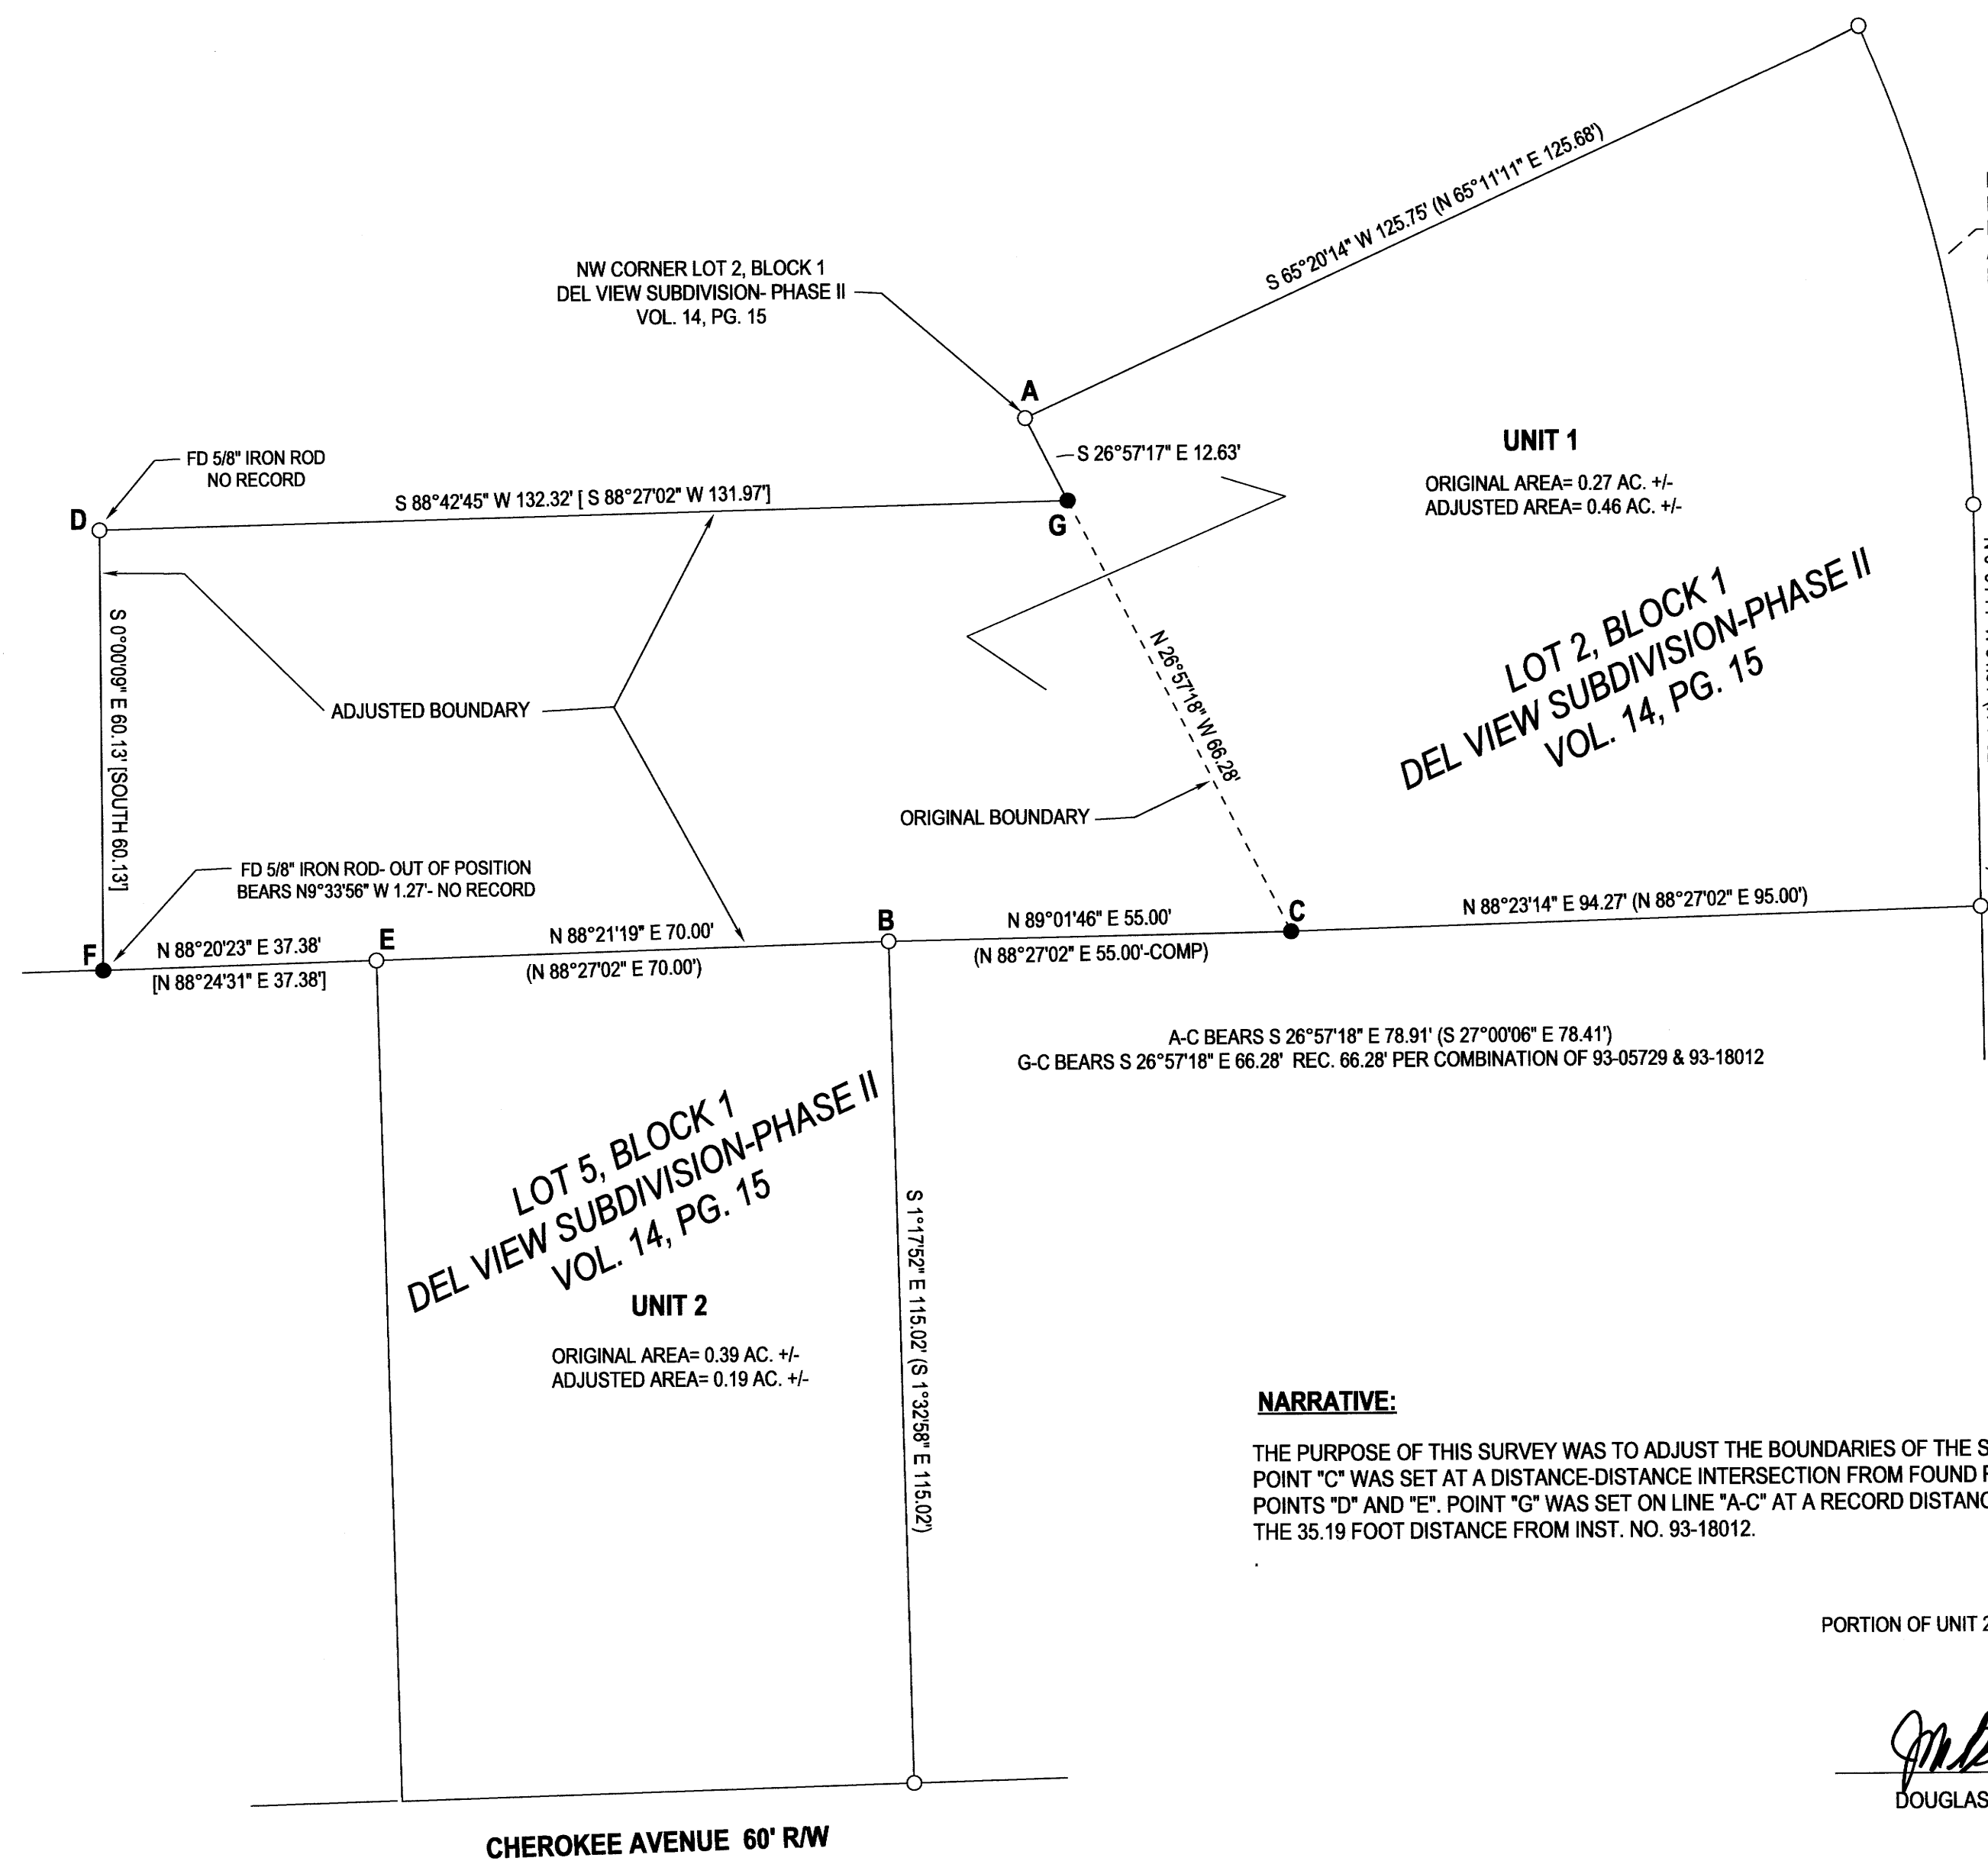 S 65°20'14" W 125.75' (N 65°11'11" E 125.68')
NW CORNER LOT 2, BLOCK 1
DEL VIEW SUBDIVISION- PHASE II
VOL. 14, PG. 15
A
S 26°57'17" E 12.63'
UNIT 1
ORIGINAL AREA= 0.27 AC. +/-
ADJUSTED AREA= 0.46 AC. +/-
FD 5/8" IRON ROD
NO RECORD
D
S 88°42'45" W 132.32' [ S 88°27'02" W 131.97']
G
S 0°00'09" E 60.13' [SOUTH 60.13']
ADJUSTED BOUNDARY
N 26°57'18" W 66.28'
ORIGINAL BOUNDARY
LOT 2, BLOCK 1
DEL VIEW SUBDIVISION-PHASE II
VOL. 14, PG. 15
FD 5/8" IRON ROD- OUT OF POSITION
BEARS N9°33'56" W 1.27'- NO RECORD
F
N 88°20'23" E 37.38'
[N 88°24'31" E 37.38']
E
N 88°21'19" E 70.00'
(N 88°27'02" E 70.00')
B
N 89°01'46" E 55.00'
(N 88°27'02" E 55.00'-COMP)
C
N 88°23'14" E 94.27' (N 88°27'02" E 95.00')
A-C BEARS S 26°57'18" E 78.91' (S 27°00'06" E 78.41')
G-C BEARS S 26°57'18" E 66.28' REC. 66.28' PER COMBINATION OF 93-05729 & 93-18012
LOT 5, BLOCK 1
DEL VIEW SUBDIVISION-PHASE II
VOL. 14, PG. 15
UNIT 2
ORIGINAL AREA= 0.39 AC. +/-
ADJUSTED AREA= 0.19 AC. +/-
S 1°17'52" E 115.02' (S 1°32'58" E 115.02')
NARRATIVE:
THE PURPOSE OF THIS SURVEY WAS TO ADJUST THE BOUNDARIES OF THE S
POINT "C" WAS SET AT A DISTANCE-DISTANCE INTERSECTION FROM FOUND
POINTS "D" AND "E". POINT "G" WAS SET ON LINE "A-C" AT A RECORD DISTANC
THE 35.19 FOOT DISTANCE FROM INST. NO. 93-18012.
.
PORTION OF UNIT 2
DOUGLAS
CHEROKEE AVENUE 60' R/W